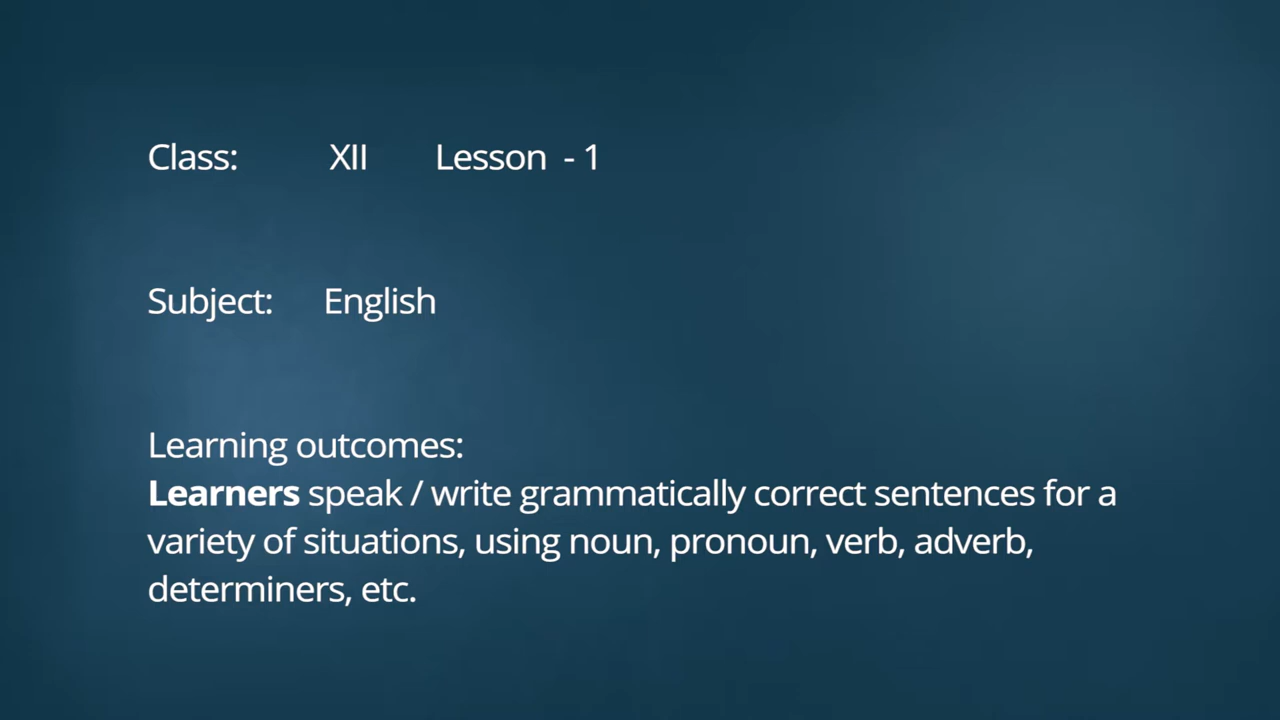 Class: XII Lesson - 1
Subject: English
Learning outcomes:
Learners speak / write grammatically correct sentences for a
variety of situations, using noun, pronoun, verb, adverb,
determiners, etc.